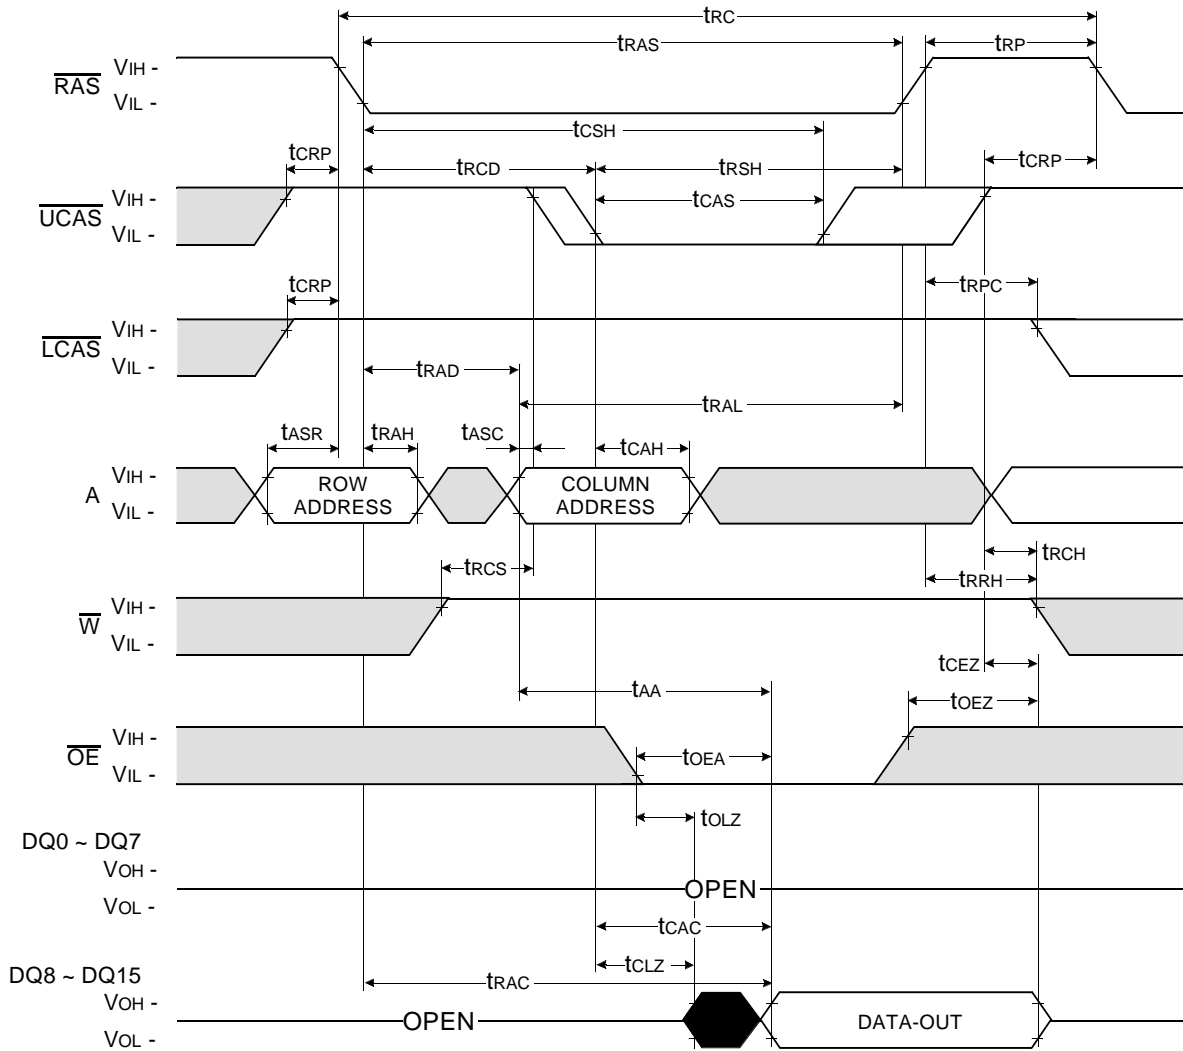 tRC
tRAS
tRP
RAS
VIH -
VIL -
tCSH
tCRP
tRCD
tRSH
tCRP
UCAS
VIH -
VIL -
tCAS
tCRP
tRPC
LCAS
VIH -
VIL -
tRAD
tRAL
tASR
tRAH
tASC
tCAH
A
VIH -
VIL -
ROW
ADDRESS
COLUMN
ADDRESS
tRCS
tRCH
tRRH
W
VIH -
VIL -
tCEZ
tAA
tOEZ
OE
VIH -
VIL -
tOEA
tOLZ
DQ0 ~ DQ7
VOH -
VOL -
OPEN
tCAC
tCLZ
tRAC
DQ8 ~ DQ15
VOH -
VOL -
OPEN
DATA-OUT